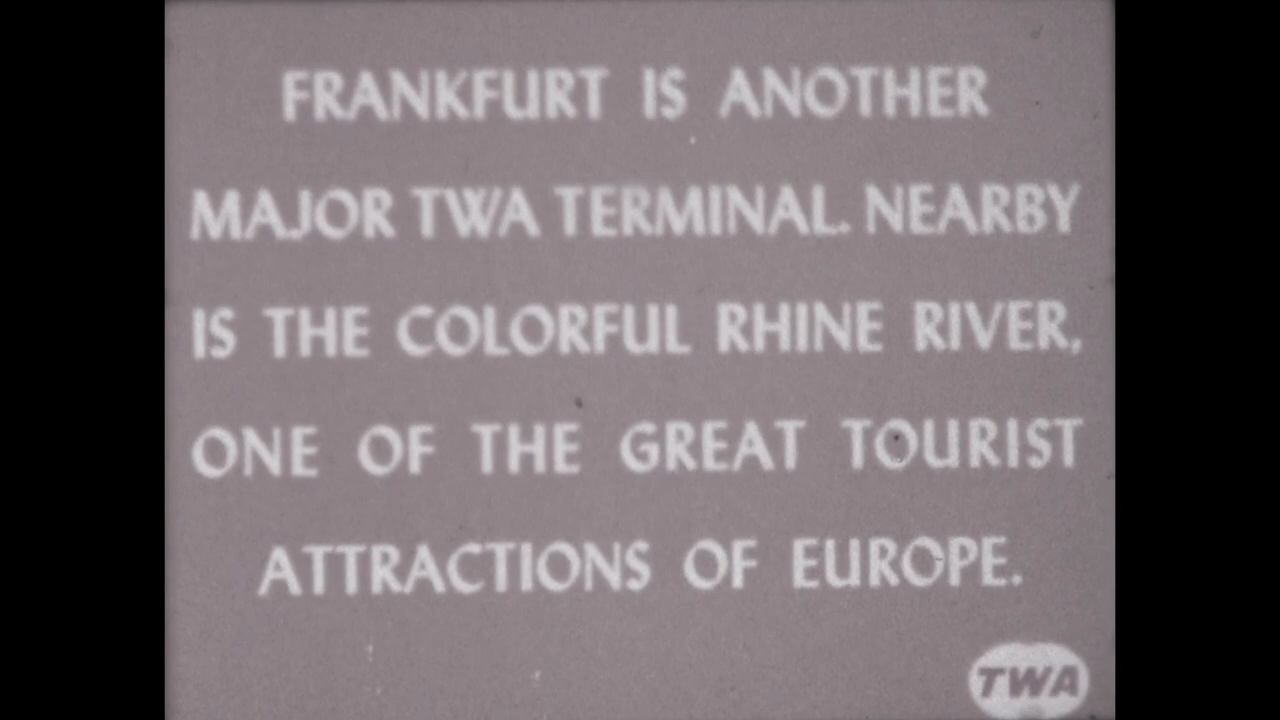 FRANKFURT IS ANOTHER
MAJOR TWA TERMINAL. NEARBY
IS THE COLORFUL RHINE RIVER,
ONE OF THE GREAT TOURIST
ATTRACTIONS OF EUROPE.
TWA